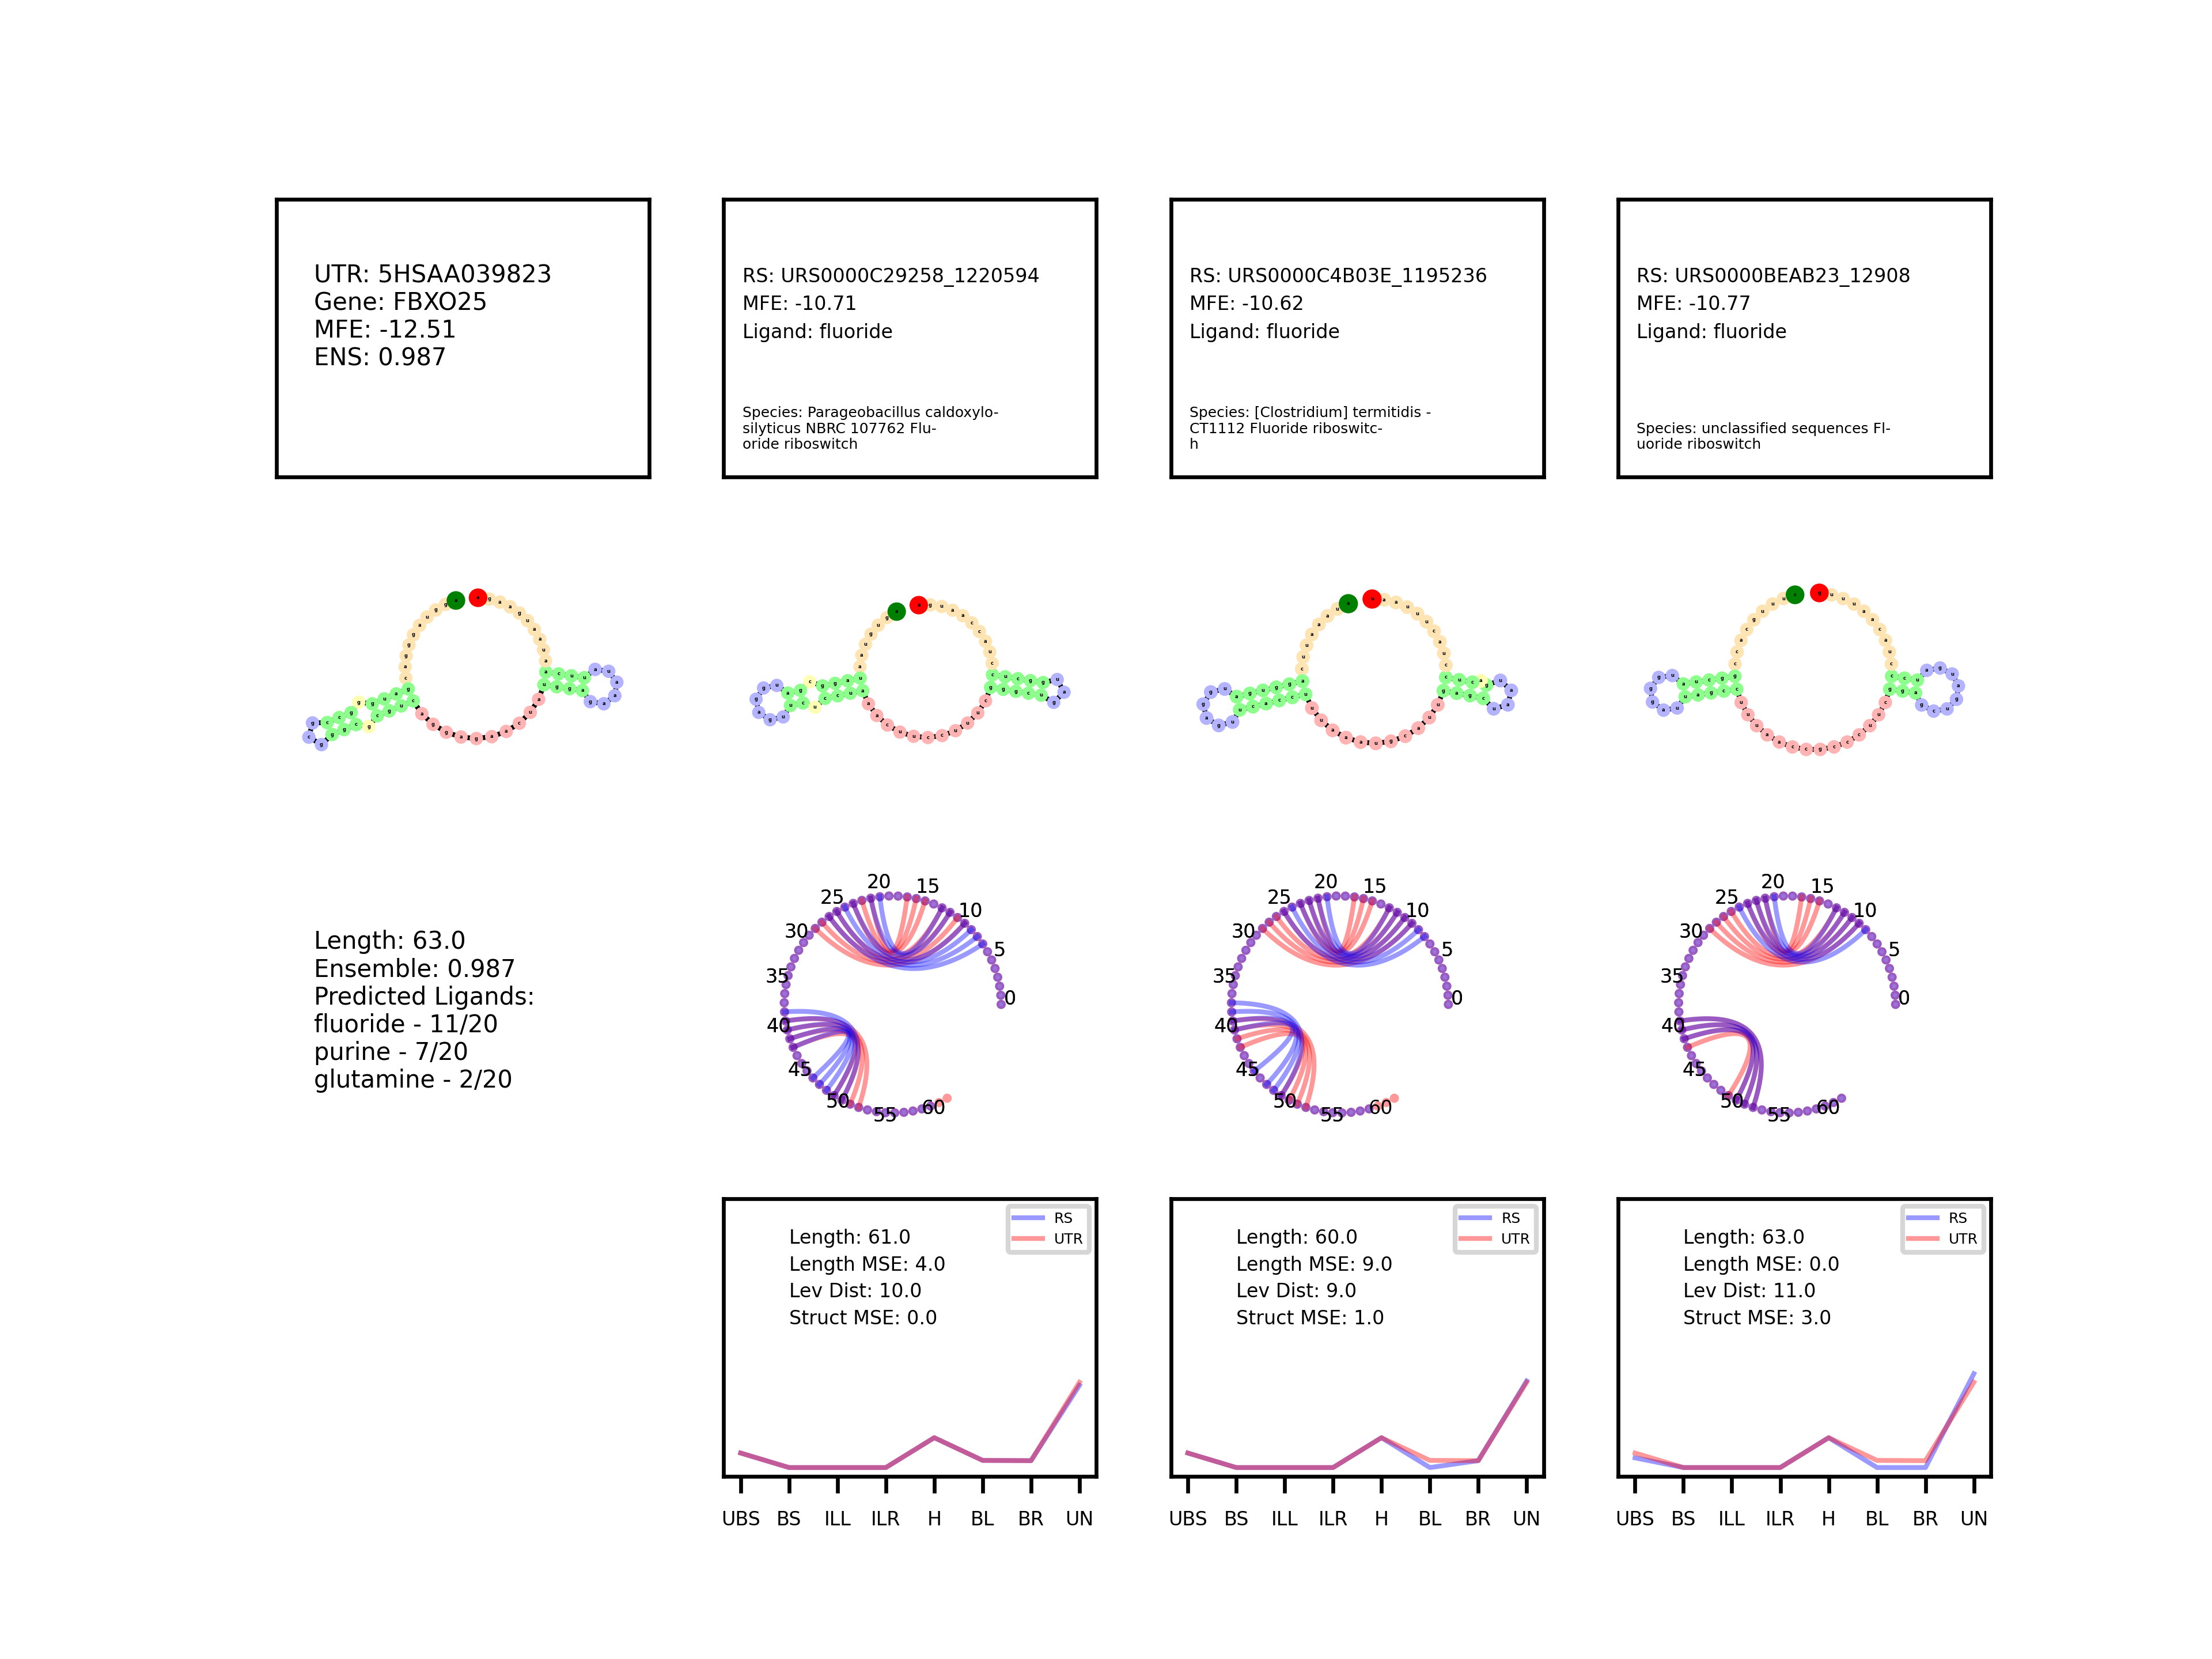 UTR: 5HSAA039823
Gene: FBXO25
MFE: -12.51
ENS: 0.987
RS: URS0000C29258_1220594
MFE: -10.71
Ligand: fluoride
Species: Parageobacillus caldoxylo-
silyticus NBRC 107762 Flu-
oride riboswitch
RS: URS0000C4B03E_1195236
MFE: -10.62
Ligand: fluoride
Species: [Clostridium] termitidis -
CT1112 Fluoride riboswitc-
h
RS: URS0000BEAB23_12908
MFE: -10.77
Ligand: fluoride
Species: unclassified sequences Fl-
uoride riboswitch
Length: 63.0
Ensemble: 0.987
Predicted Ligands:
fluoride - 11/20
purine - 7/20
glutamine - 2/20
0
5
10
15
20
25
30
35
40
45
50
55
60
0
5
10
15
20
25
30
35
40
45
50
55
60
0
5
10
15
20
25
30
35
40
45
50
55
60
RS
UTR
Length: 61.0
Length MSE: 4.0
Lev Dist: 10.0
Struct MSE: 0.0
UBS BS ILL ILR H BL BR UN
RS
UTR
Length: 60.0
Length MSE: 9.0
Lev Dist: 9.0
Struct MSE: 1.0
UBS BS ILL ILR H BL BR UN
RS
UTR
Length: 63.0
Length MSE: 0.0
Lev Dist: 11.0
Struct MSE: 3.0
UBS BS ILL ILR H BL BR UN